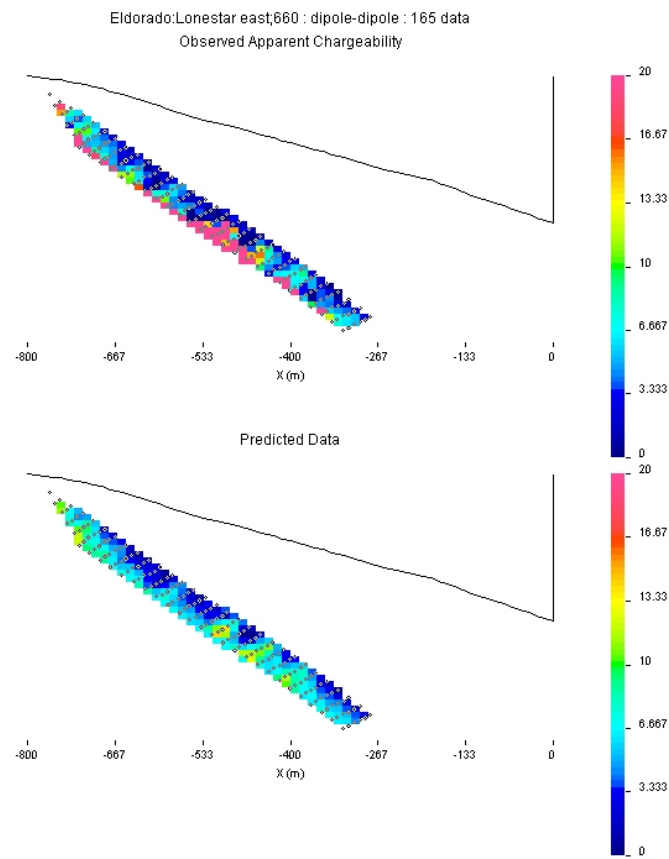 Eldorado:Lonestar east;660 : dipole-dipole : 165 data
Observed Apparent Chargeability
20
16.67
13.33
10
6.667
3.333
0
-800 -667 -533 -400 -267 -133 0
X (m)
Predicted Data
20
16.67
13.33
10
6.667
3.333
0
-800 -667 -533 -400 -267 -133 0
X (m)